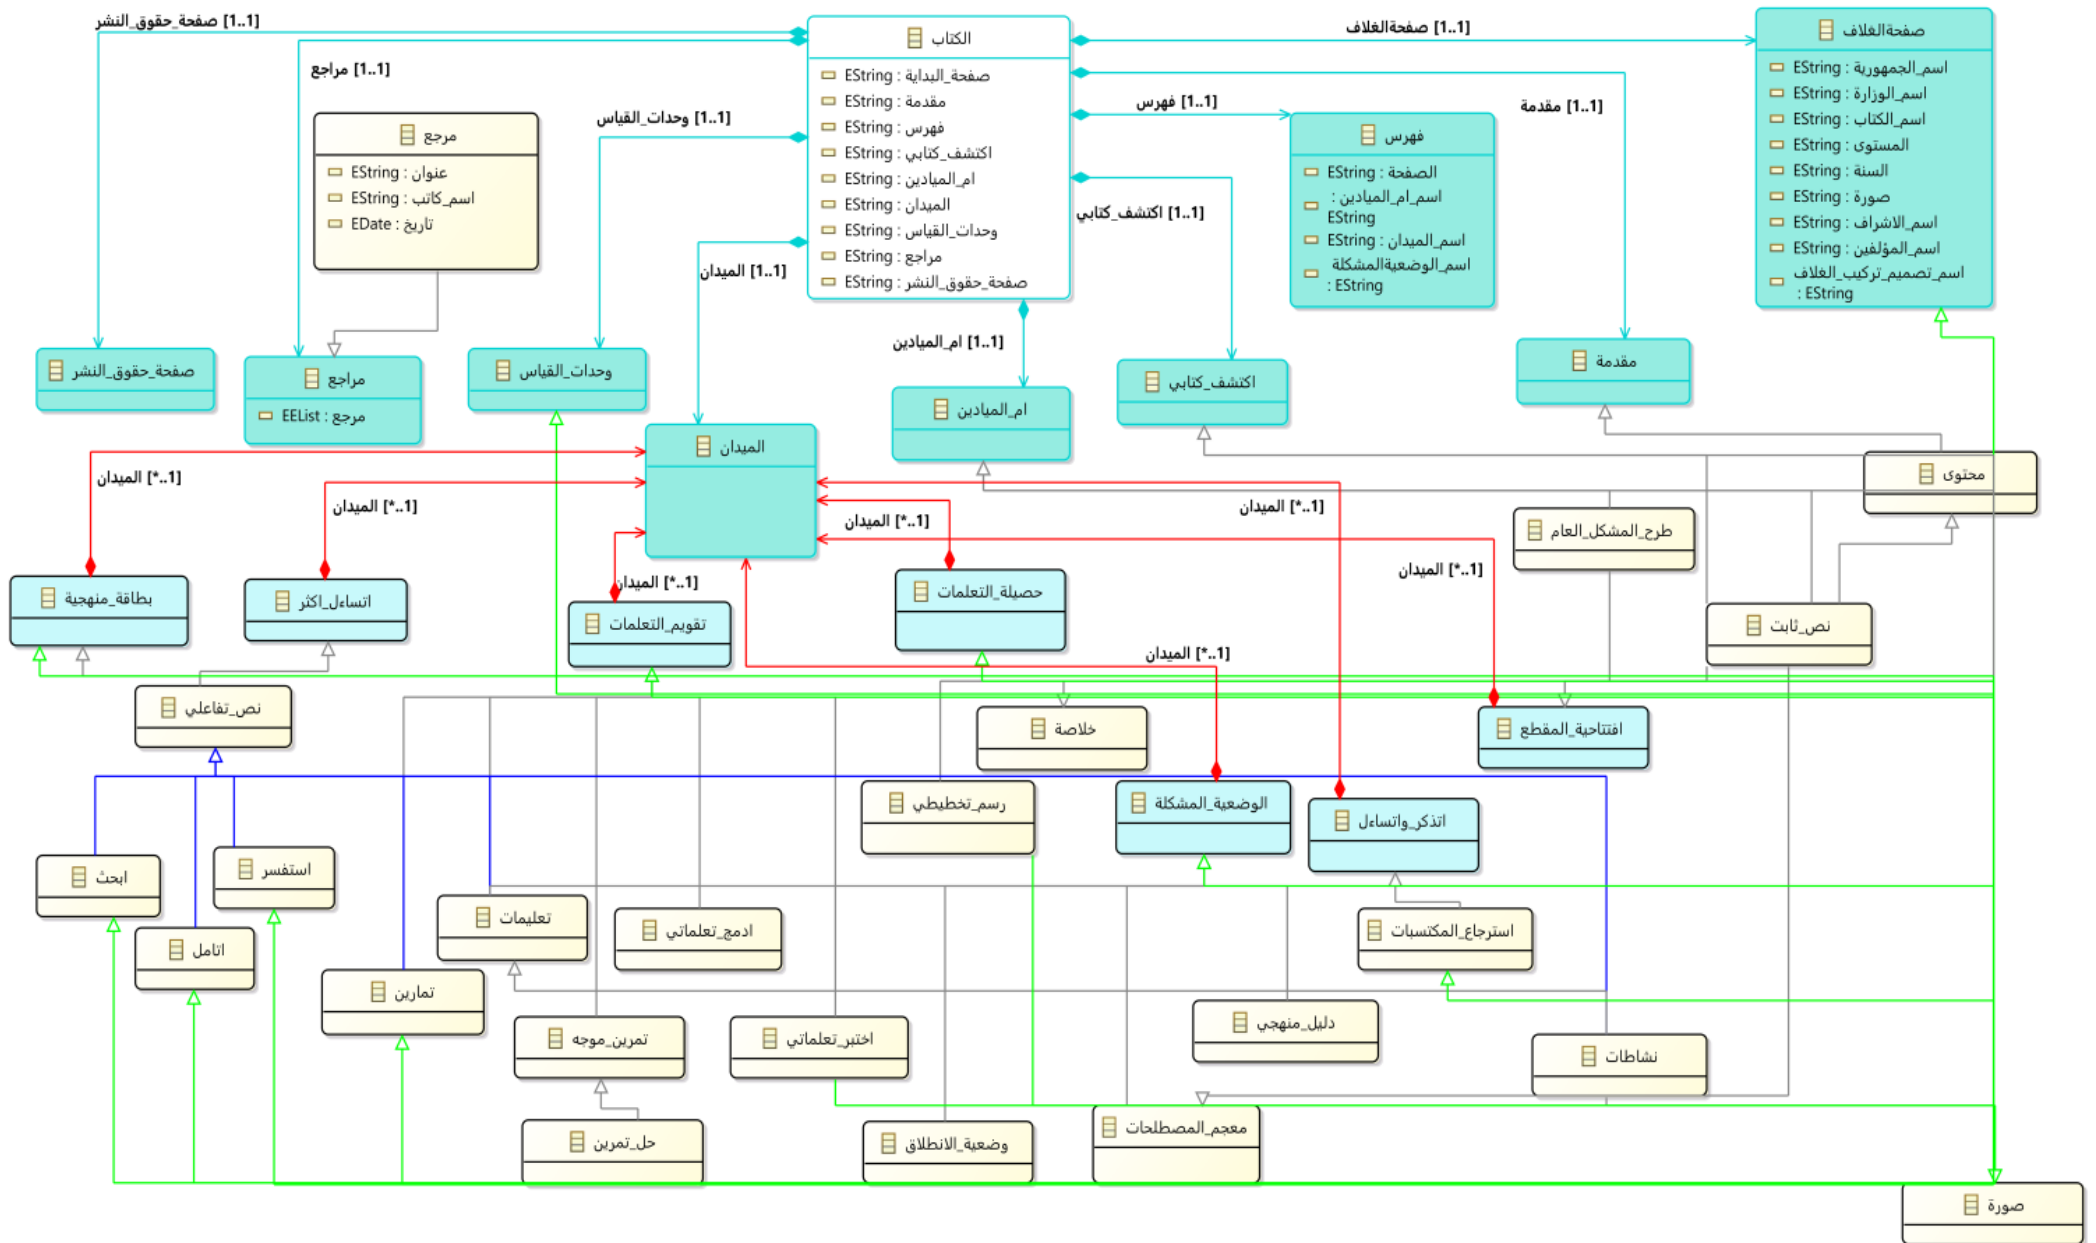 صفحة_حقوق_النشر [1..1]
مراجع [1..1]
وحدات_القياس [1..1]
الميدان [1..1]
ام_الميادين [1..1]
اكتشف_كتابي [1..1]
فهرس [1..1]
مقدمة [1..1]
صفحةالغلاف [1..1]
الكتاب
صفحة_البداية : EString
مقدمة : EString
فهرس : EString
اكتشف_كتابي : EString
ام_الميادين : EString
الميدان : EString
وحدات_القياس : EString
مراجع : EString
صفحة_حقوق_النشر : EString
صفحةالغلاف
اسم_الجمهورية : EString
اسم_الوزارة : EString
اسم_الكتاب : EString
المستوى : EString
السنة : EString
صورة : EString
اسم_الاشراف : EString
اسم_المؤلفين : EString
اسم_تصميم_تركيب_الغلاف
: EString
فهرس
الصفحة : EString
اسم_ام_الميادين :
EString
اسم_الميدان : EString
اسم_الوضعيةالمشكلة
: EString
مرجع
عنوان : EString
اسم_كاتب : EString
تاريخ : EDate
صفحة_حقوق_النشر
مراجع
مرجع : EEList
وحدات_القياس
ام_الميادين
اكتشف_كتابي
مقدمة
الميدان
محتوى
الميدان [1..*]
الميدان [1..*]
الميدان [1..*]
الميدان [1..*]
الميدان [1..*]
الميدان [1..*]
الميدان [1..*]
طرح_المشكل_العام
بطاقة_منهجية
اتساءل_اكثر
تقويم_التعلمات
حصيلة_التعلمات
نص_ثابت
نص_تفاعلي
خلاصة
افتتاحية_المقطع
رسم_تخطيطي
الوضعية_المشكلة
اتذكر_واتساءل
ابحث
استفسر
اتامل
تعليمات
ادمج_تعلماتي
استرجاع_المكتسبات
تمارين
تمرين_موجه
اختبر_تعلماتي
دليل_منهجي
نشاطات
حل_تمرين
وضعية_الانطلاق
معجم_المصطلحات
صورة